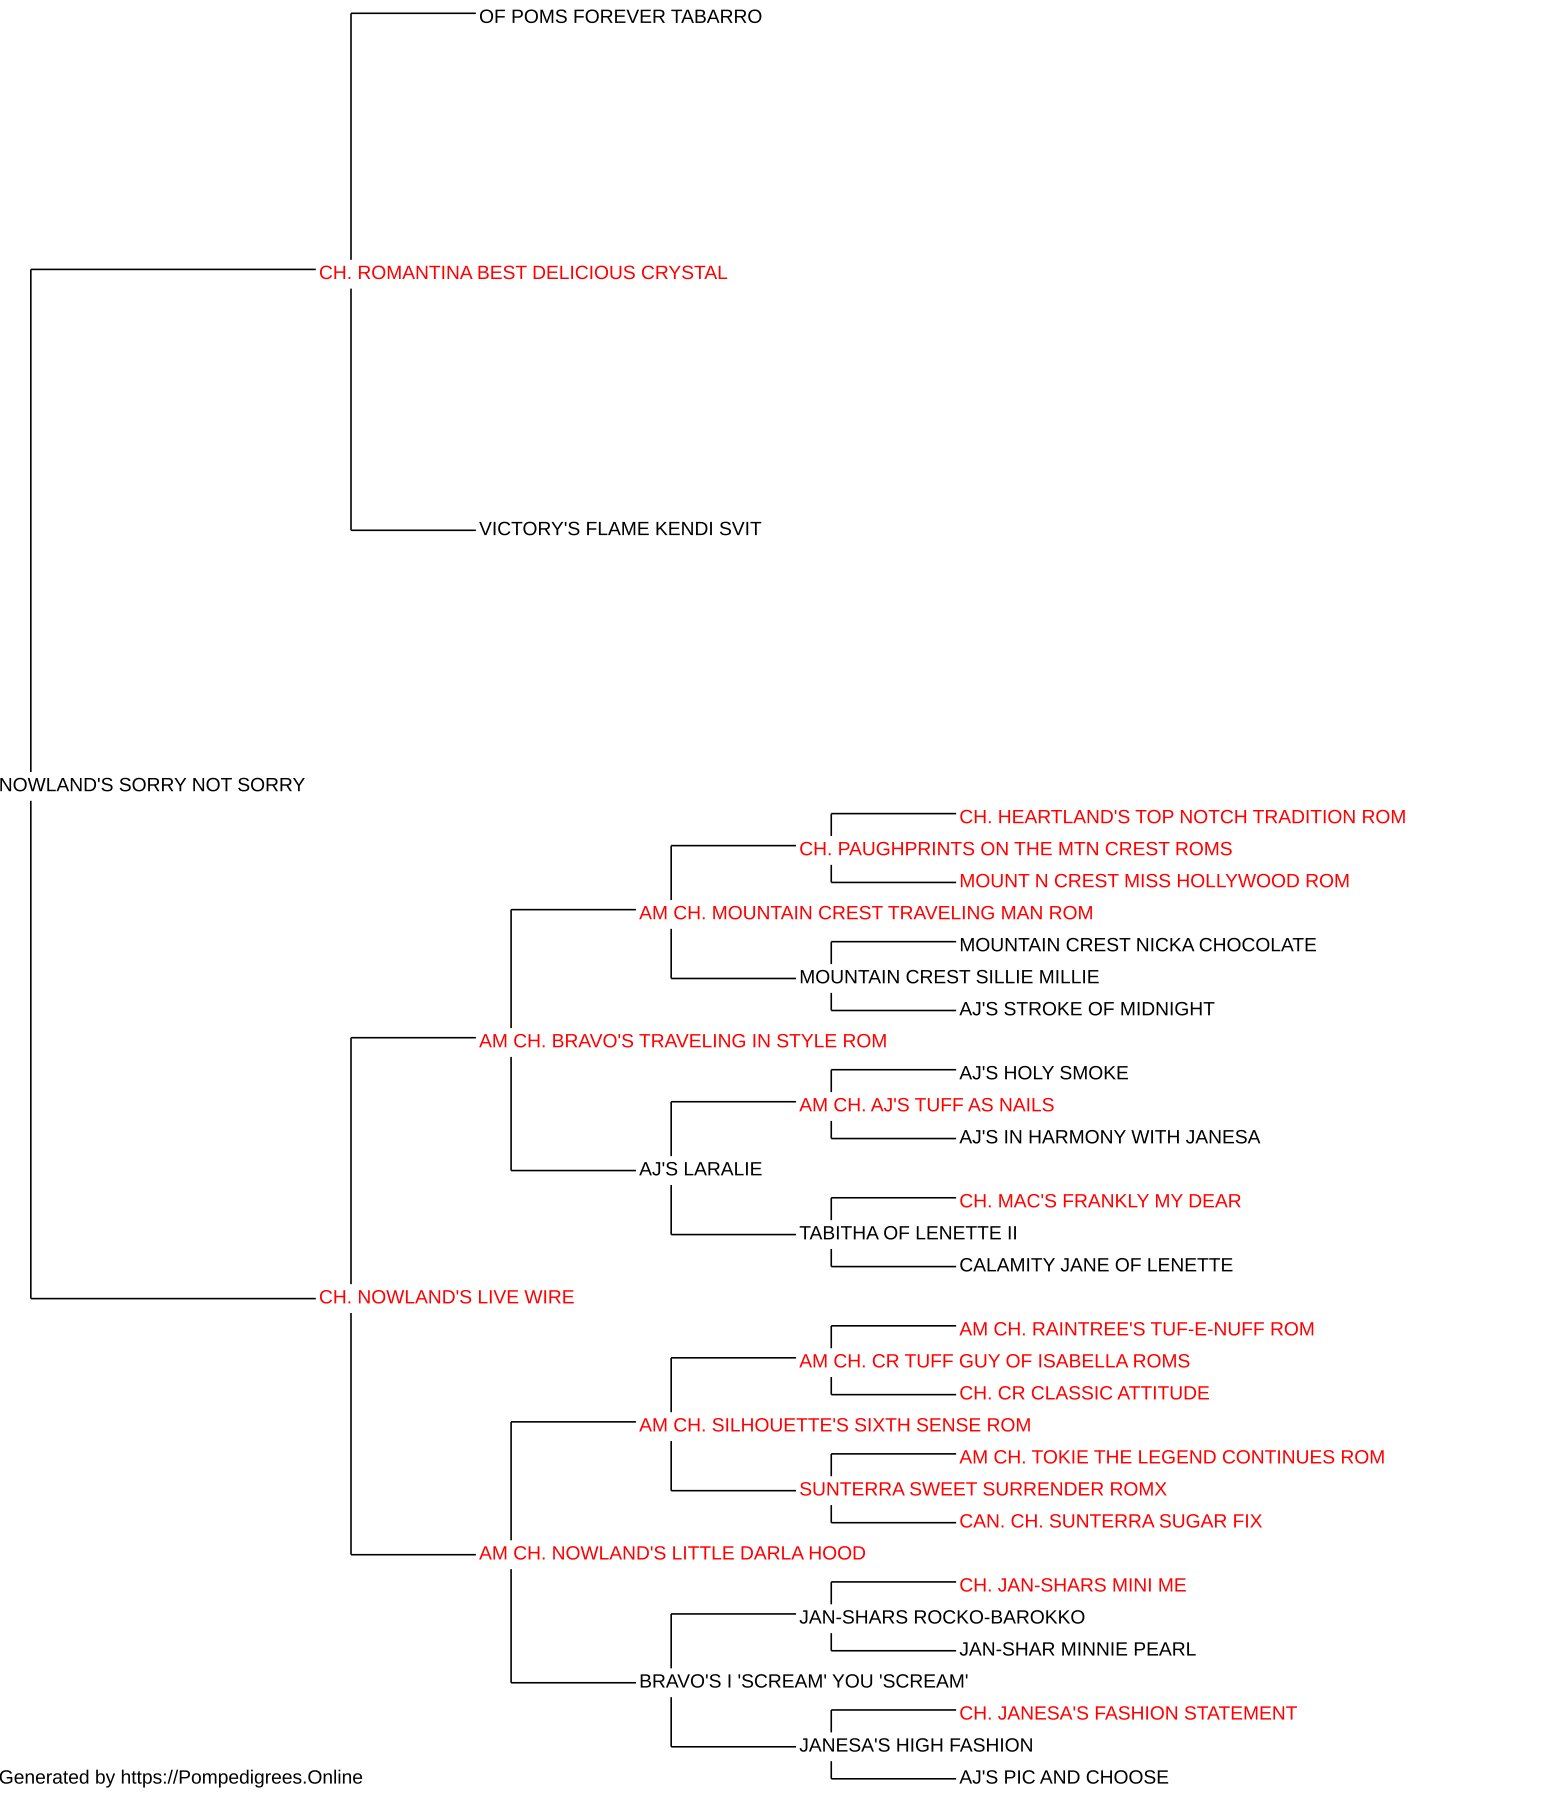 OF POMS FOREVER TABARRO
CH. ROMANTINA BEST DELICIOUS CRYSTAL
VICTORY'S FLAME KENDI SVIT
NOWLAND'S SORRY NOT SORRY
CH. HEARTLAND'S TOP NOTCH TRADITION ROM
CH. PAUGHPRINTS ON THE MTN CREST ROMS
MOUNT N CREST MISS HOLLYWOOD ROM
AM CH. MOUNTAIN CREST TRAVELING MAN ROM
MOUNTAIN CREST NICKA CHOCOLATE
MOUNTAIN CREST SILLIE MILLIE
AJ'S STROKE OF MIDNIGHT
AM CH. BRAVO'S TRAVELING IN STYLE ROM
AJ'S HOLY SMOKE
AM CH. AJ'S TUFF AS NAILS
AJ'S IN HARMONY WITH JANESA
AJ'S LARALIE
CH. MAC'S FRANKLY MY DEAR
TABITHA OF LENETTE II
CALAMITY JANE OF LENETTE
CH. NOWLAND'S LIVE WIRE
AM CH. RAINTREE'S TUF-E-NUFF ROM
AM CH. CR TUFF GUY OF ISABELLA ROMS
CH. CR CLASSIC ATTITUDE
AM CH. SILHOUETTE'S SIXTH SENSE ROM
AM CH. TOKIE THE LEGEND CONTINUES ROM
SUNTERRA SWEET SURRENDER ROMX
CAN. CH. SUNTERRA SUGAR FIX
AM CH. NOWLAND'S LITTLE DARLA HOOD
CH. JAN-SHARS MINI ME
JAN-SHARS ROCKO-BAROKKO
JAN-SHAR MINNIE PEARL
BRAVO'S I 'SCREAM' YOU 'SCREAM'
CH. JANESA'S FASHION STATEMENT
JANESA'S HIGH FASHION
AJ'S PIC AND CHOOSE
Generated by https://Pompedigrees.Online